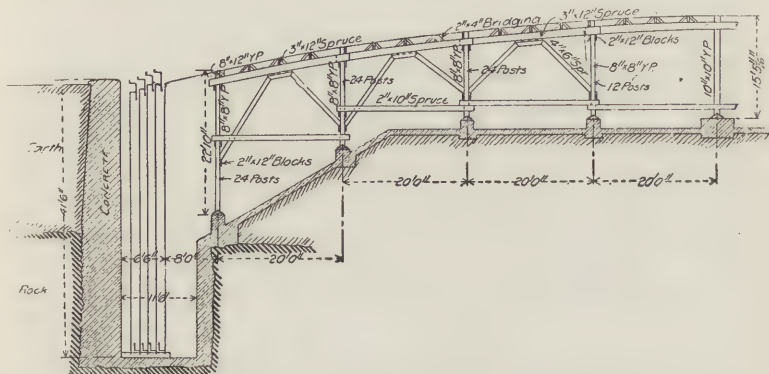 8"x12" Y.P.
3"x12" Spruce
2"x4" Bridging
3"x12" Spruce
2"x12" Blocks
8"x8" Y.P.
12 Posts
10"x10" Y.P.
4"x6" Sp.
8"x8" Y.P.
24 Posts
8"x8" Y.P.
24 Posts
8"x8" Y.P.
2"x10" Spruce
22'10"
2"x12" Blocks
24 Posts
Earth
CONCRETE
41'6"
Rock
6'6"
8'0"
20'0"
11'6"
20'0"
20'0"
20'0"